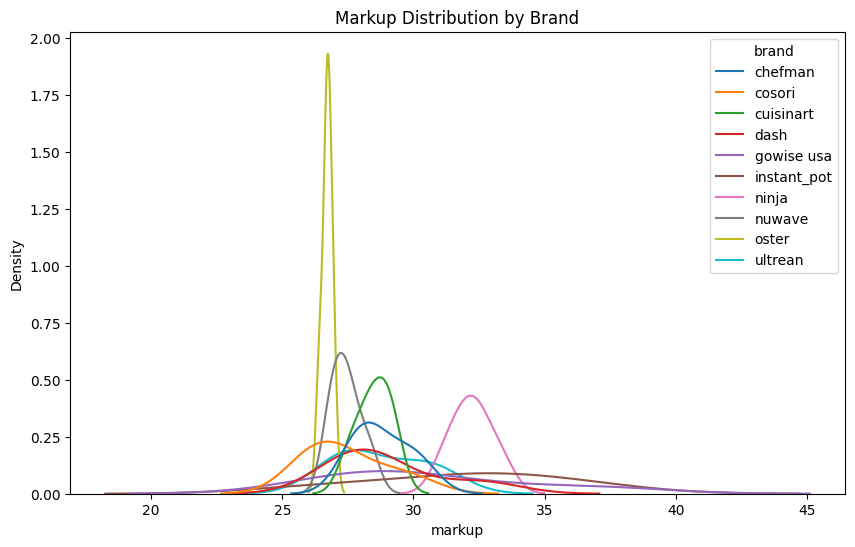 Markup Distribution by Brand
2.00
1.75
1.50
1.25
1.00
0.75
0.50
0.25
0.00
Density
20
25
30
35
40
45
markup
brand
chefman
cosori
cuisinart
dash
gowise usa
instant_pot
ninja
nuwave
oster
ultrean